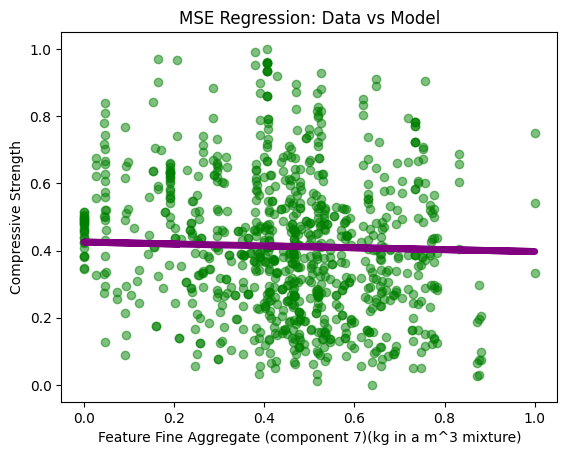 MSE Regression: Data vs Model
Compressive Strength
1.0
0.8
0.6
0.4
0.2
0.0
0.0 0.2 0.4 0.6 0.8 1.0
Feature Fine Aggregate (component 7)(kg in a m^3 mixture)